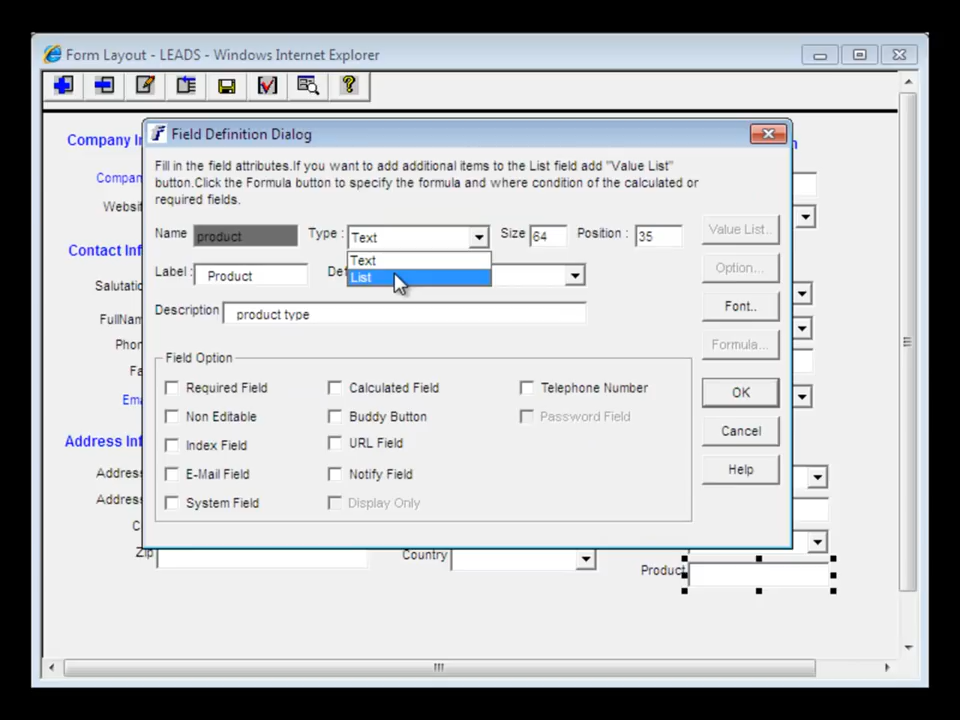 Form Layout - LEADS - Windows Internet Explorer
Field Definition Dialog
Company In
Fill in the field attributes.If you want to add additional items to the List field add "Value List"
button.Click the Formula button to specify the formula and where condition of the calculated or
required fields.
Compan
Websit
Name product Type : Text Size 64 Position : 35 Value List..
Text
List
Contact Inf
Label : Product Def Option...
Salutatio
Description product type Font..
FullNam
Phon
Formula...
Fa
Field Option
Required Field Calculated Field Telephone Number OK
Ema
Non Editable Buddy Button Password Field
Cancel
Address Inf
Index Field URL Field
Addres
E-Mail Field Notify Field Help
Addres
System Field Display Only
C
Zip Country
Product